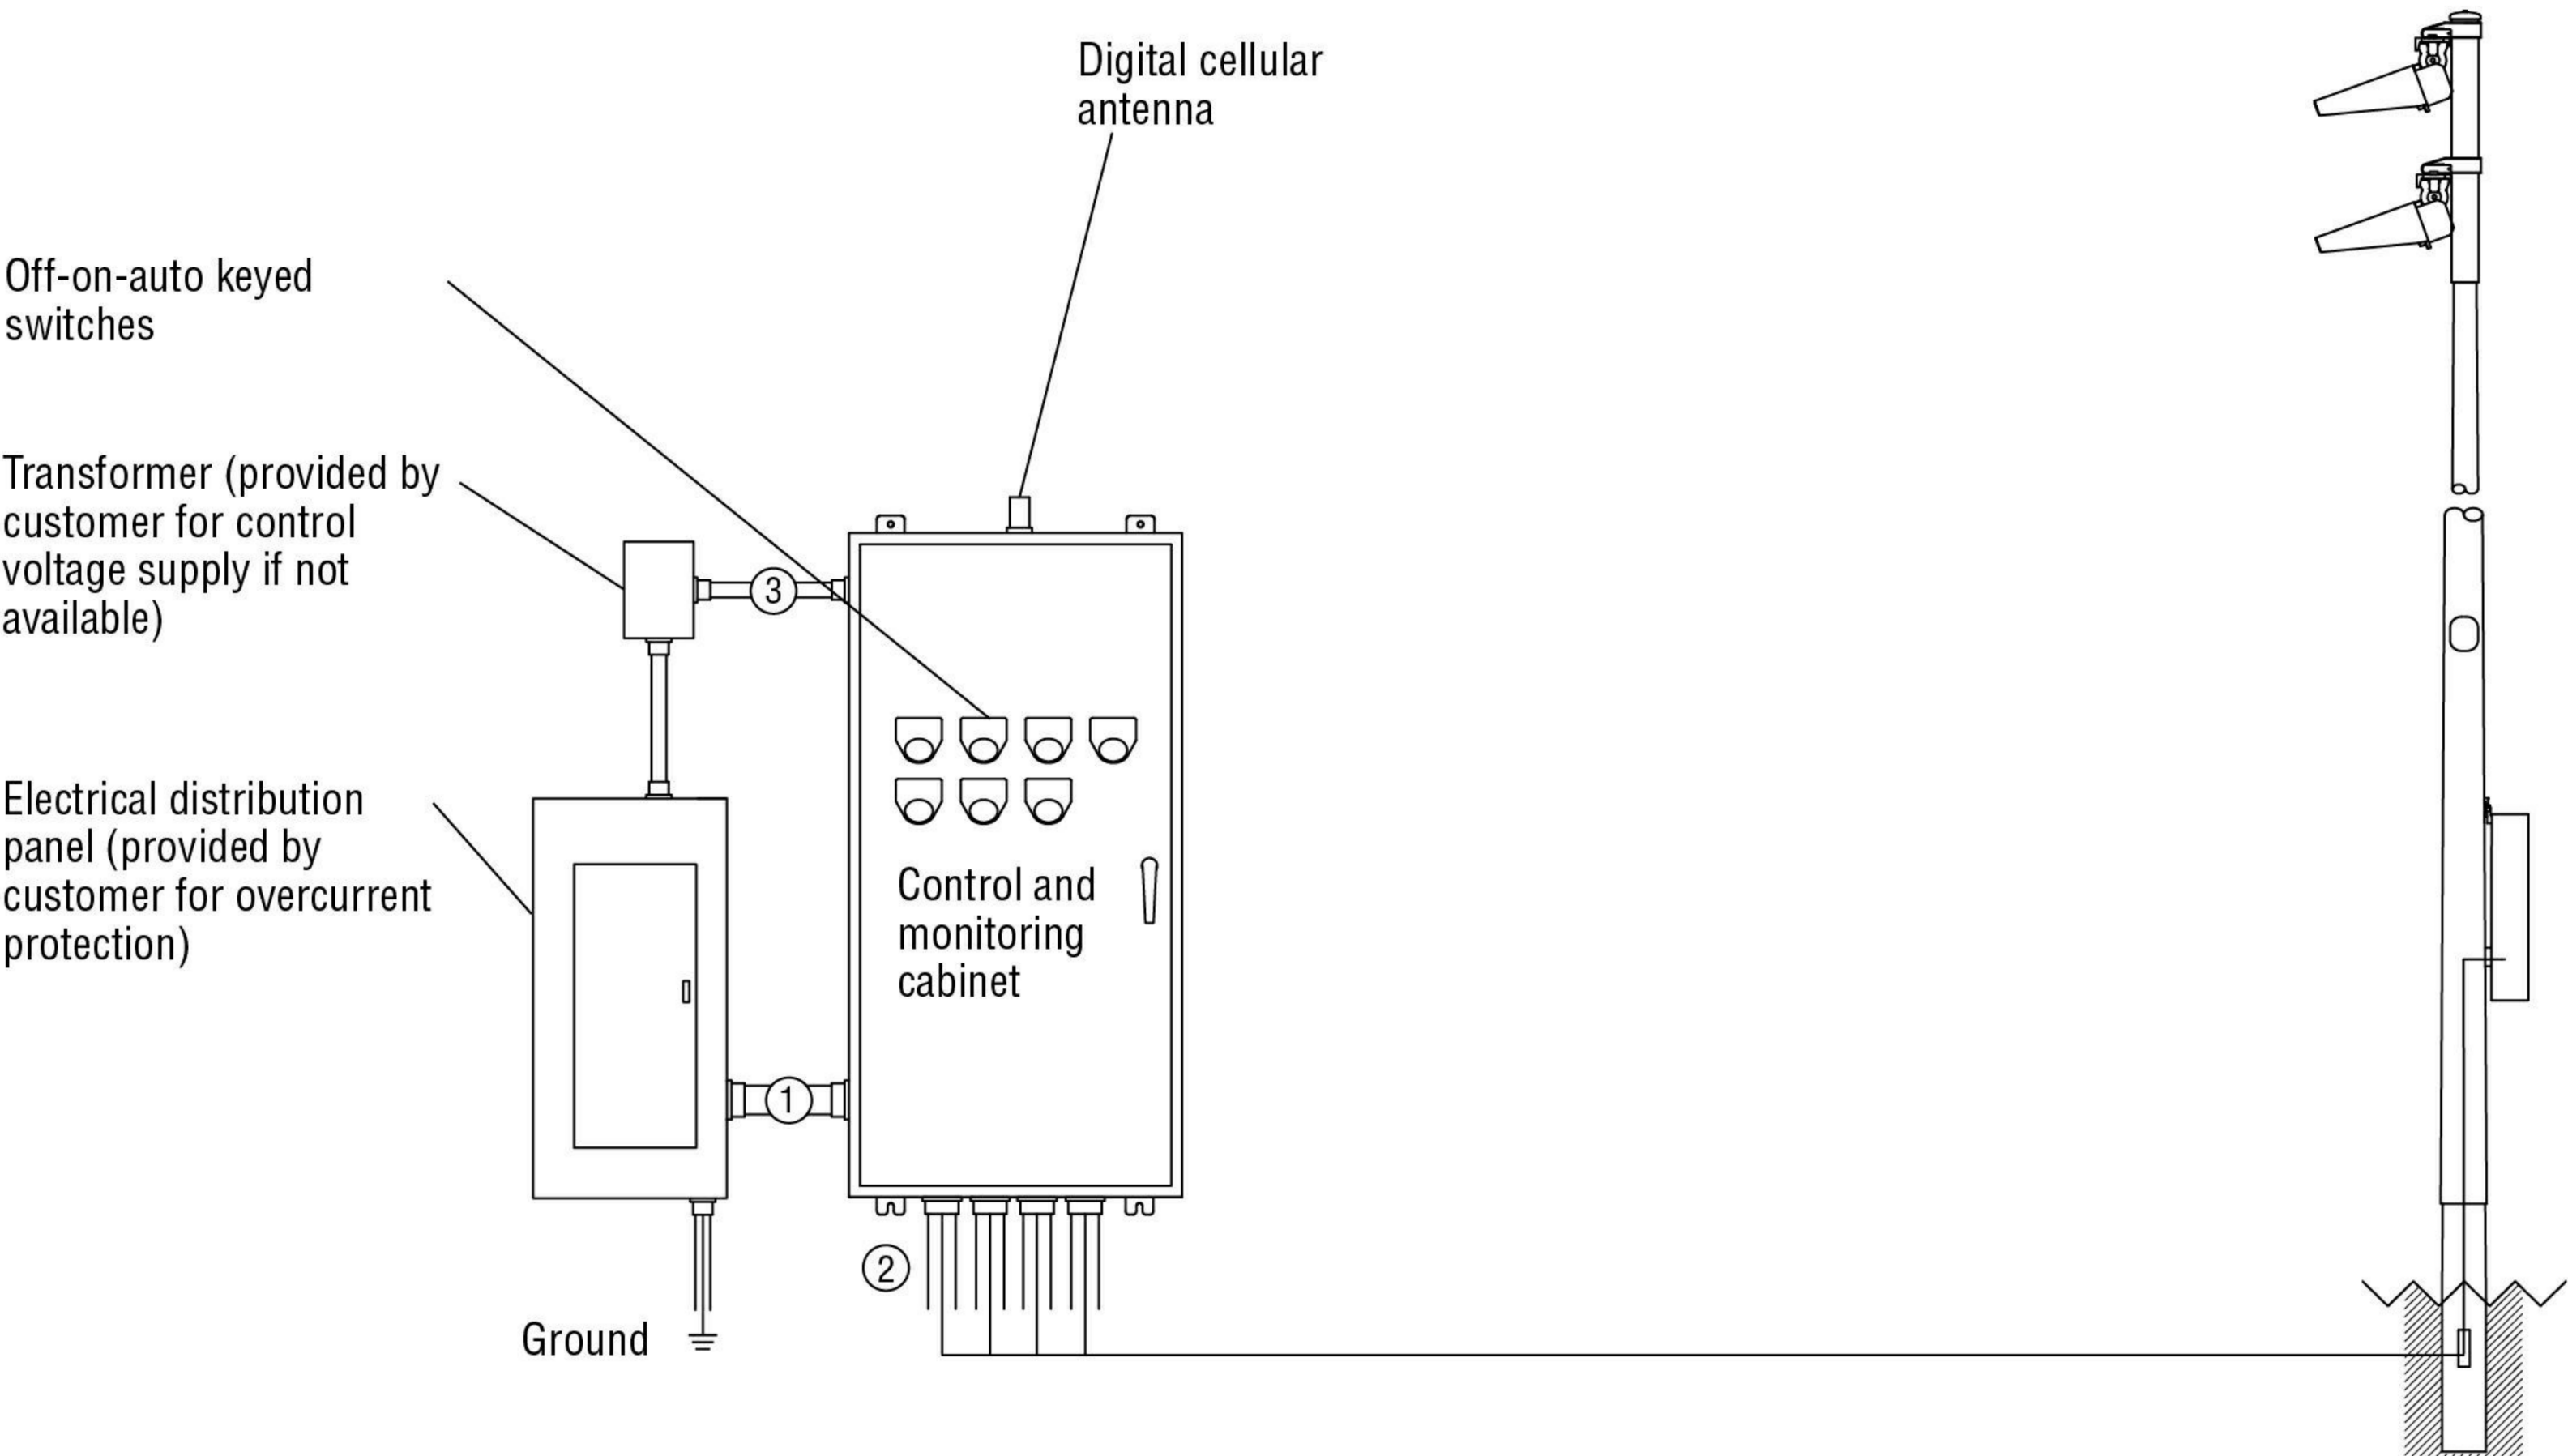 Digital cellular
antenna
Off-on-auto keyed
switches
Transformer (provided by
customer for control
voltage supply if not
available)
3
Electrical distribution
panel (provided by
customer for overcurrent
protection)
Control and
monitoring
cabinet
1
2
Ground